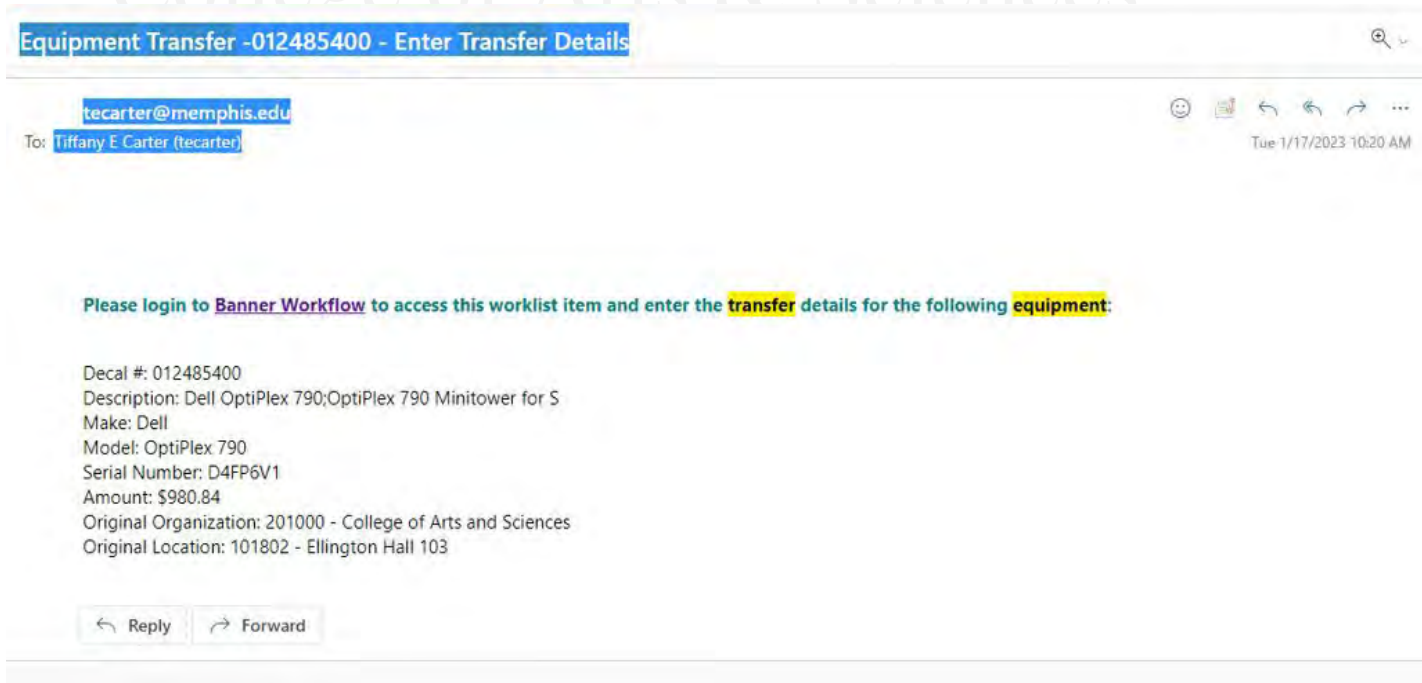 Equipment Transfer -012485400 - Enter Transfer Details
tecarter@memphis.edu
To: Tiffany E Carter (tecarter)
Tue 1/17/2023 10:20 AM
Please login to Banner Workflow to access this worklist item and enter the transfer details for the following equipment:
Decal #: 012485400
Description: Dell OptiPlex 790;OptiPlex 790 Minitower for S
Make: Dell
Model: OptiPlex 790
Serial Number: D4FP6V1
Amount: $980.84
Original Organization: 201000 - College of Arts and Sciences
Original Location: 101802 - Ellington Hall 103
Reply Forward